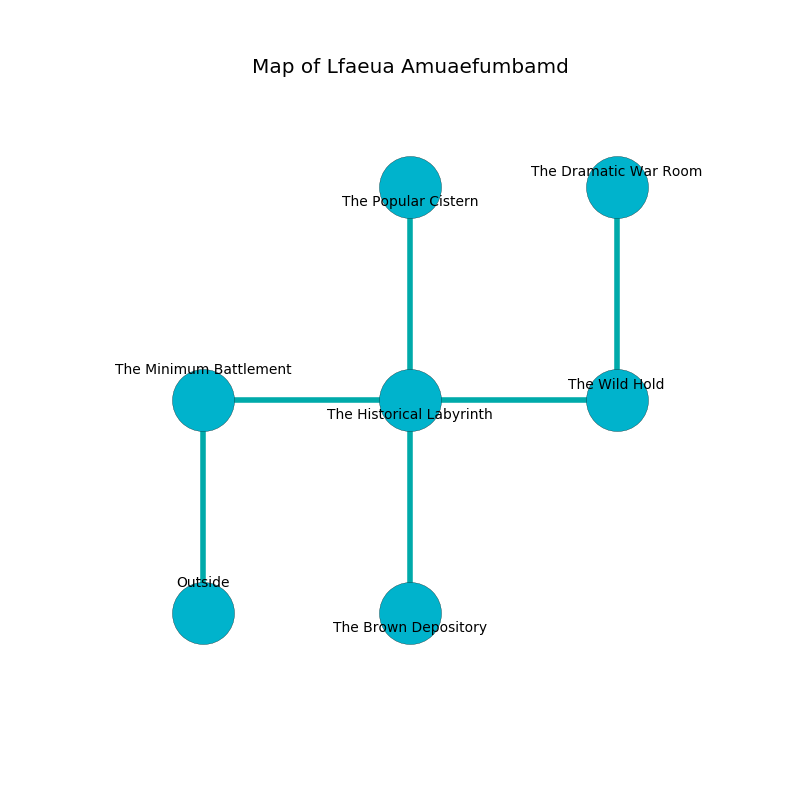 Map of Lfaeua Amuaefumbamd
The Dramatic War Room
The Popular Cistern
The Minimum Battlement
The Wild Hold
The Historical Labyrinth
Outside
The Brown Depository